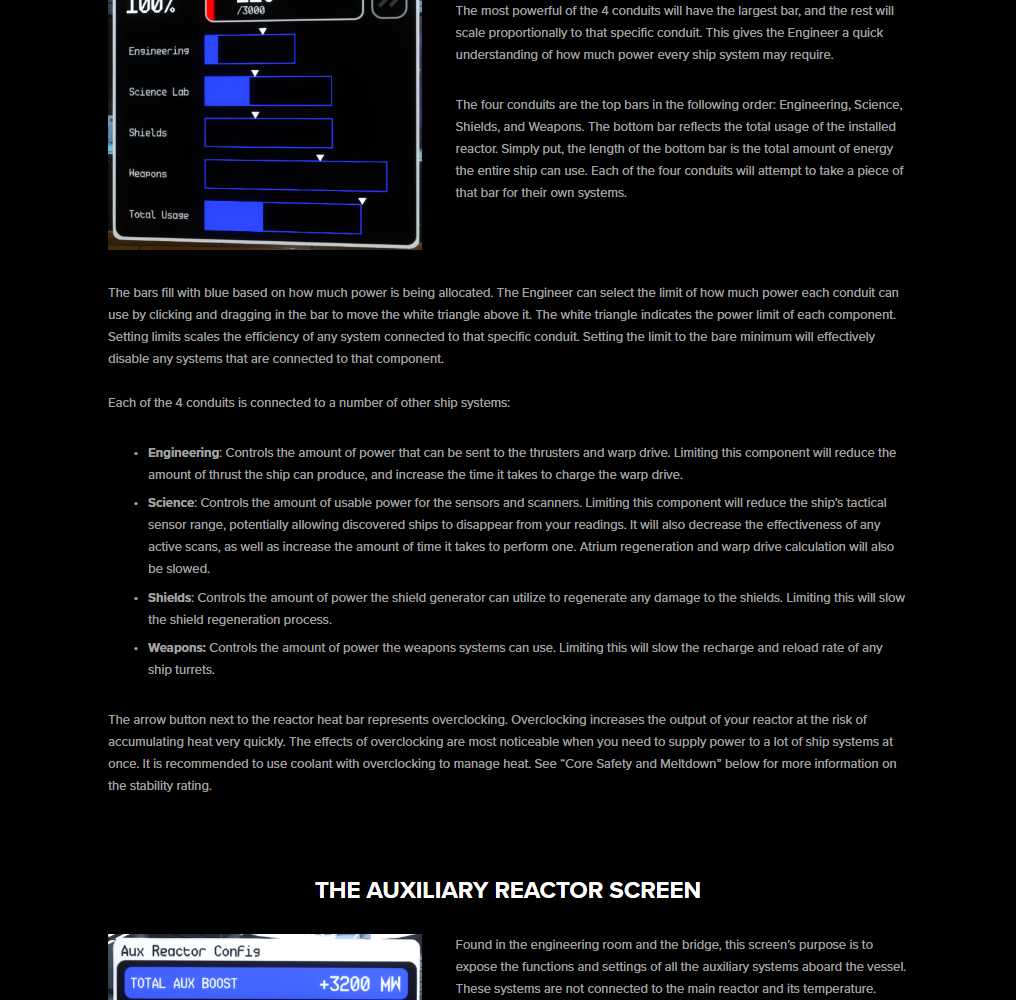 100%
/3000
Engineering
Science Lab
Shields
Weapons
Total Usage
The most powerful of the 4 conduits will have the largest bar, and the rest will
scale proportionally to that specific conduit. This gives the Engineer a quick
understanding of how much power every ship system may require.
The four conduits are the top bars in the following order: Engineering, Science,
Shields, and Weapons. The bottom bar reflects the total usage of the installed
reactor. Simply put, the length of the bottom bar is the total amount of energy
the entire ship can use. Each of the four conduits will attempt to take a piece of
that bar for their own systems.
The bars fill with blue based on how much power is being allocated. The Engineer can select the limit of how much power each conduit can
use by clicking and dragging in the bar to move the white triangle above it. The white triangle indicates the power limit of each component.
Setting limits scales the efficiency of any system connected to that specific conduit. Setting the limit to the bare minimum will effectively
disable any systems that are connected to that component.
Each of the 4 conduits is connected to a number of other ship systems:
• Engineering: Controls the amount of power that can be sent to the thrusters and warp drive. Limiting this component will reduce the
amount of thrust the ship can produce, and increase the time it takes to charge the warp drive.
• Science: Controls the amount of usable power for the sensors and scanners. Limiting this component will reduce the ship's tactical
sensor range, potentially allowing discovered ships to disappear from your readings. It will also decrease the effectiveness of any
active scans, as well as increase the amount of time it takes to perform one. Atrium regeneration and warp drive calculation will also
be slowed.
• Shields: Controls the amount of power the shield generator can utilize to regenerate any damage to the shields. Limiting this will slow
the shield regeneration process.
• Weapons: Controls the amount of power the weapons systems can use. Limiting this will slow the recharge and reload rate of any
ship turrets.
The arrow button next to the reactor heat bar represents overclocking. Overclocking increases the output of your reactor at the risk of
accumulating heat very quickly. The effects of overclocking are most noticeable when you need to supply power to a lot of ship systems at
once. It is recommended to use coolant with overclocking to manage heat. See “Core Safety and Meltdown” below for more information on
the stability rating.
THE AUXILIARY REACTOR SCREEN
Aux Reactor Config
TOTAL AUX BOOST +3200 MW
Found in the engineering room and the bridge, this screen's purpose is to
expose the functions and settings of all the auxiliary systems aboard the vessel.
These systems are not connected to the main reactor and its temperature.